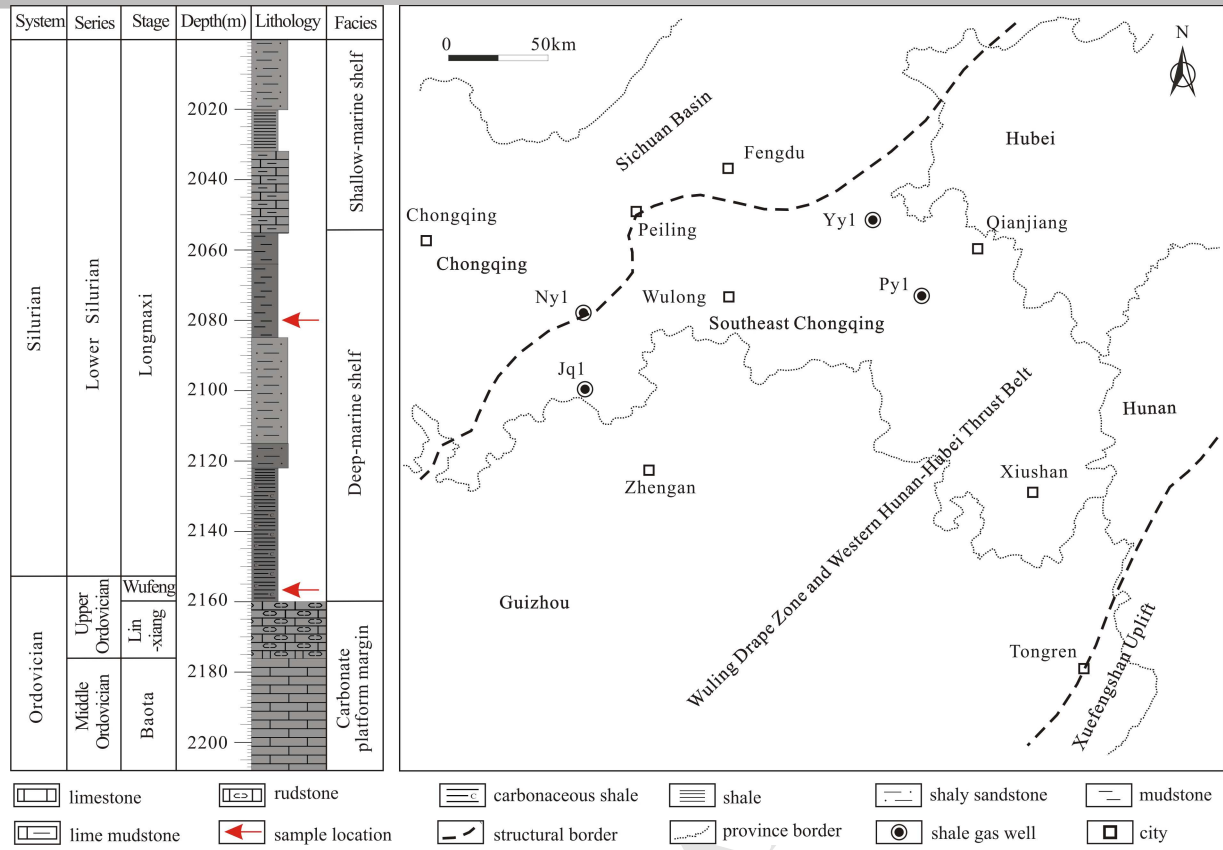 System Series Stage Depth(m) Lithology Facies
Silurian
Ordovician
Lower Silurian
Upper
Ordovician
Middle
Ordovician
Longmaxi
Wufeng
Lin
-xiang
Baota
2020
2040
2060
2080
2100
2120
2140
2160
2180
2200
Shallow-marine shelf
Deep-marine shelf
Carbonate
platform margin
0 50km
N
Sichuan Basin
Hubei
Fengdu
Chongqing
Peiling
Yy1
Qianjiang
Chongqing
Ny1
Wulong
Py1
Southeast Chongqing
Jq1
Hunan
Zhengan
Xiushan
Wuling Drape Zone and Western Hunan-Hubei Thrust Belt
Guizhou
Tongren
Xuefengshan Uplift
limestone rudstone c carbonaceous shale shale shaly sandstone mudstone
lime mudstone sample location structural border province border shale gas well city